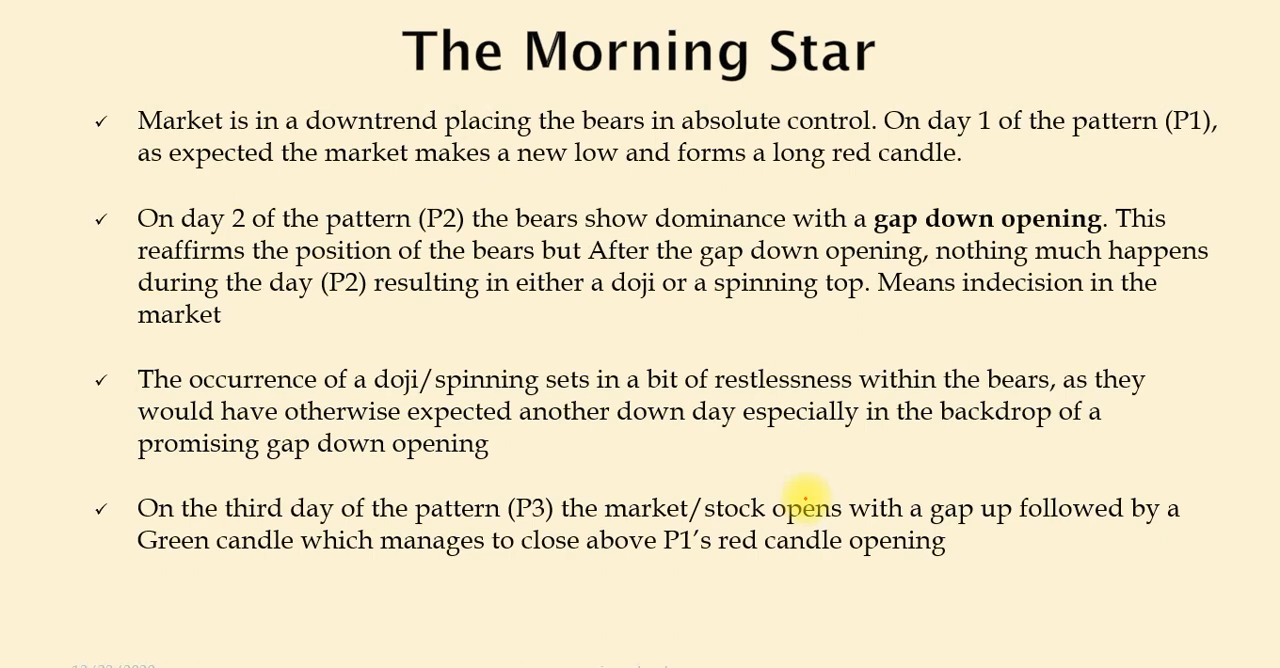 The Morning Star
✓ Market is in a downtrend placing the bears in absolute control. On day 1 of the pattern (P1),
as expected the market makes a new low and forms a long red candle.
✓ On day 2 of the pattern (P2) the bears show dominance with a gap down opening. This
reaffirms the position of the bears but After the gap down opening, nothing much happens
during the day (P2) resulting in either a doji or a spinning top. Means indecision in the
market
✓ The occurrence of a doji/spinning sets in a bit of restlessness within the bears, as they
would have otherwise expected another down day especially in the backdrop of a
promising gap down opening
✓ On the third day of the pattern (P3) the market/stock opens with a gap up followed by a
Green candle which manages to close above P1’s red candle opening